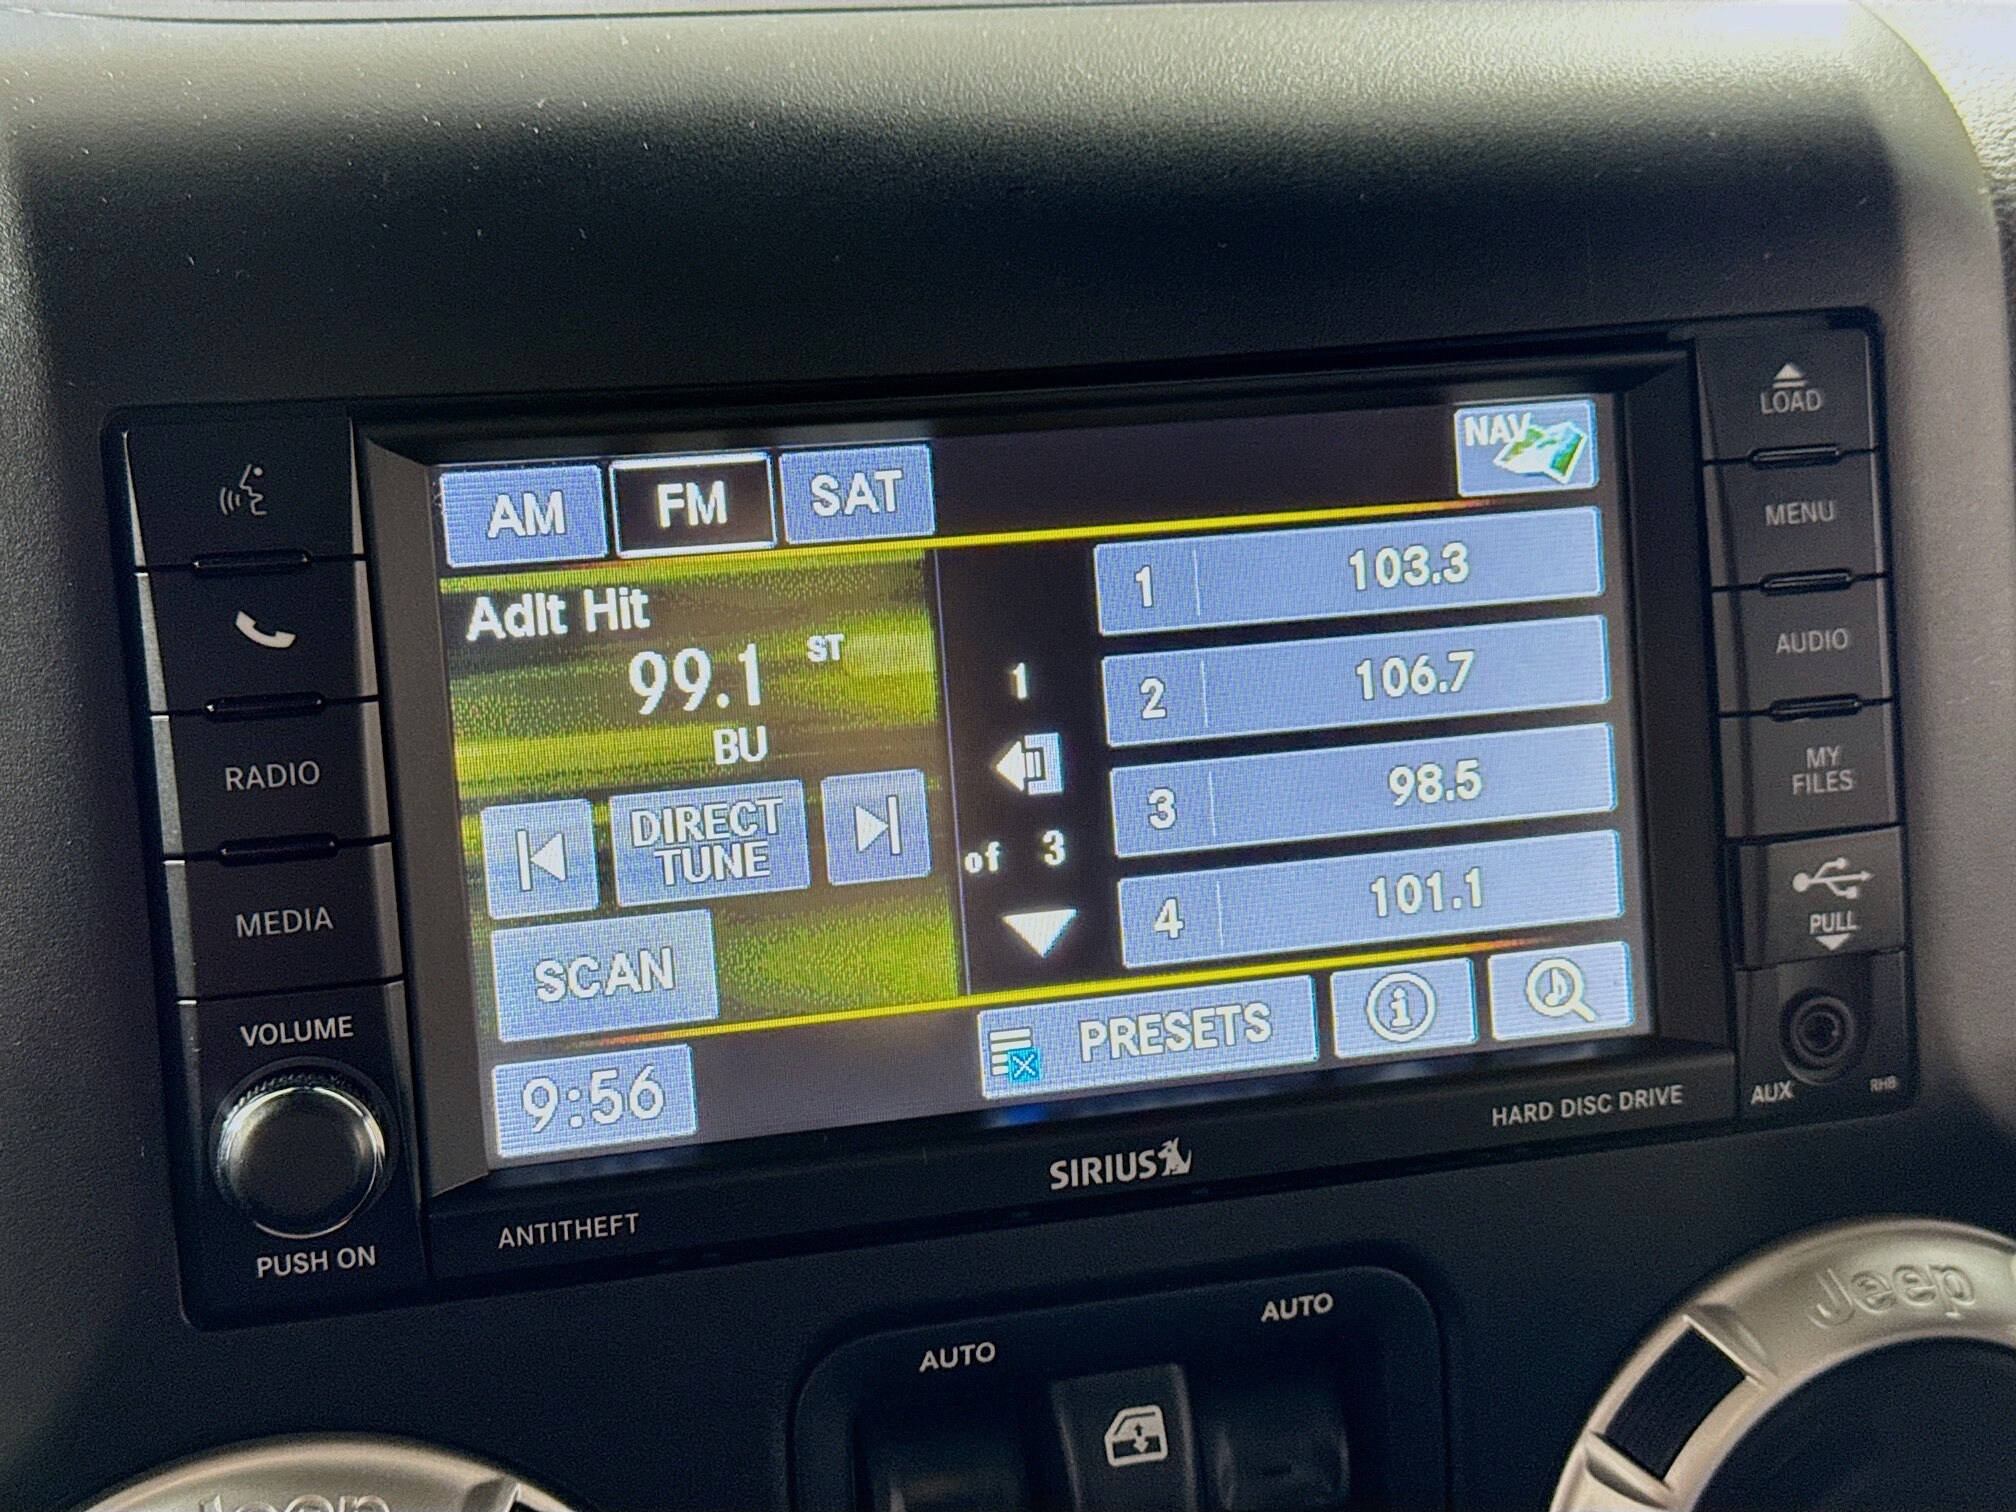 LOAD
NAV
AM FM SAT
MENU
1 103.3
Adlt Hit
99.1 ST
BU
1
2 106.7
AUDIO
RADIO
DIRECT
TUNE
of 3
3 98.5
MY
FILES
MEDIA
SCAN
4 101.1
PULL
VOLUME
9:56
PRESETS
AUX
RHB
HARD DISC DRIVE
SIRIUS
ANTITHEFT
PUSH ON
AUTO
AUTO
Jeep
Jeep